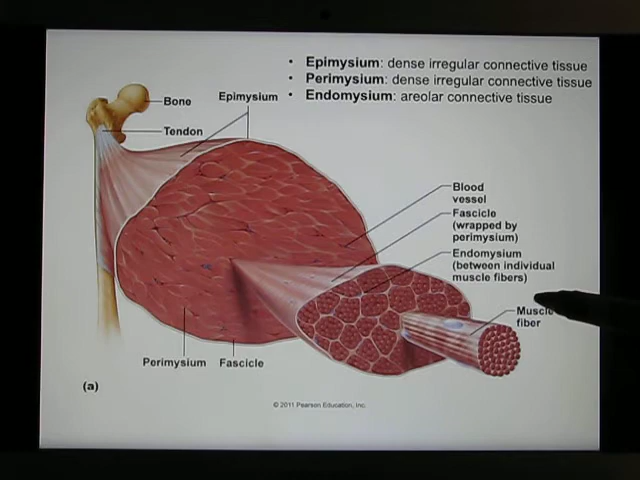 • Epimysium: dense irregular connective tissue
• Perimysium: dense irregular connective tissue
• Endomysium: areolar connective tissue
Bone
Epimysium
Tendon
Blood
vessel
Fascicle
(wrapped by
perimysium)
Endomysium
(between individual
muscle fibers)
Muscle
fiber
Perimysium
Fascicle
(a)
© 2011 Pearson Education, Inc.